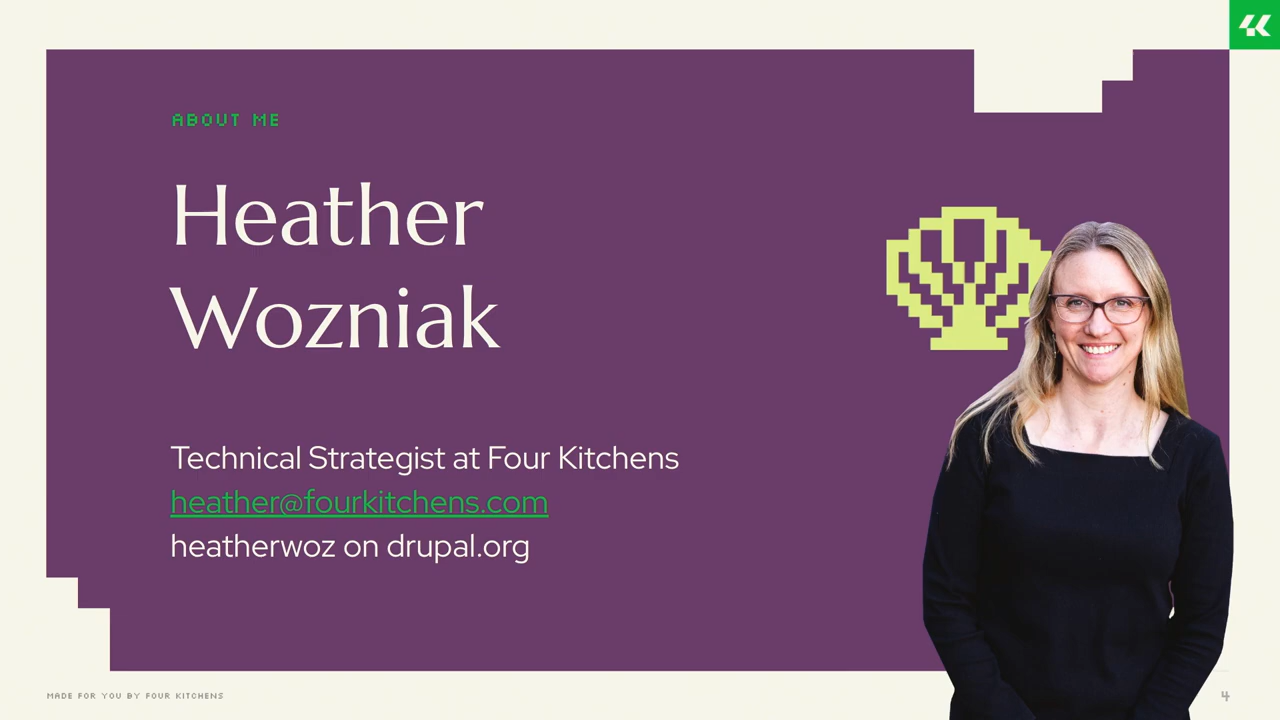 ABOUT ME
Heather
Wozniak
Technical Strategist at Four Kitchens
heather@fourkitchens.com
heatherwoz on drupal.org
MADE FOR YOU BY FOUR KITCHENS
4